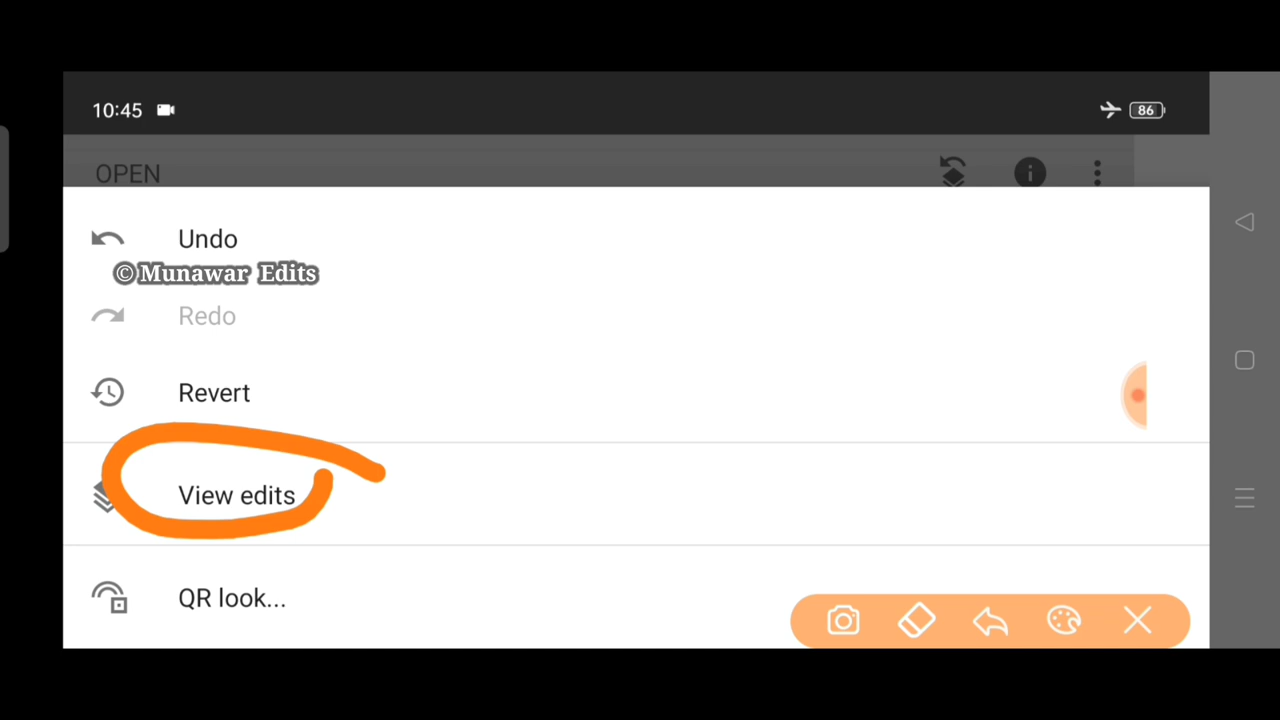 10:45
86
OPEN
Undo
© Munawar Edits
Redo
Revert
View edits
QR look...